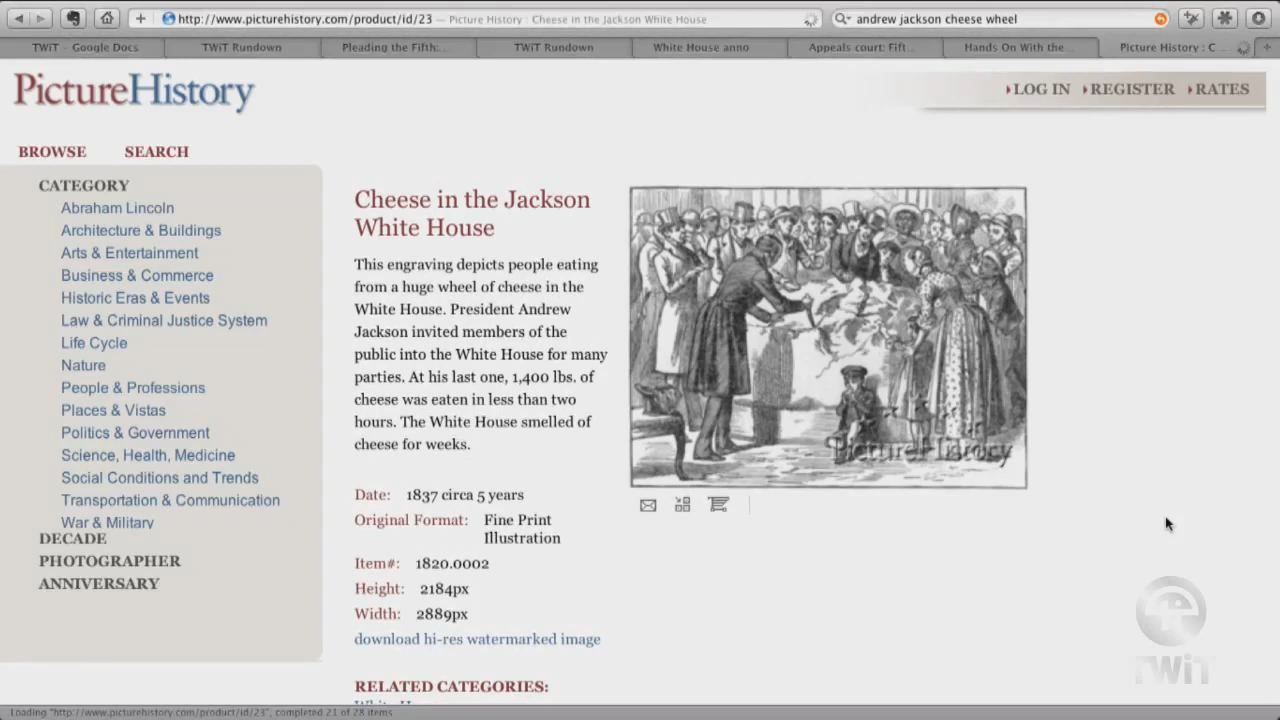 http://www.picturehistory.com/product/id/23 — Picture History : Cheese in the Jackson White House
andrew jackson cheese wheel
TWiT - Google Docs
TWiT Rundown
Pleading the Fifth:...
TWiT Rundown
White House anno
Appeals court: Fift...
Hands On With the...
Picture History : C...
PictureHistory
LOG IN
REGISTER
RATES
BROWSE
SEARCH
CATEGORY
Abraham Lincoln
Architecture & Buildings
Arts & Entertainment
Business & Commerce
Historic Eras & Events
Law & Criminal Justice System
Life Cycle
Nature
People & Professions
Places & Vistas
Politics & Government
Science, Health, Medicine
Social Conditions and Trends
Transportation & Communication
War & Military
DECADE
PHOTOGRAPHER
ANNIVERSARY
Cheese in the Jackson
White House
This engraving depicts people eating
from a huge wheel of cheese in the
White House. President Andrew
Jackson invited members of the
public into the White House for many
parties. At his last one, 1,400 lbs. of
cheese was eaten in less than two
hours. The White House smelled of
cheese for weeks.
Date: 1837 circa 5 years
Original Format: Fine Print
Illustration
Item#: 1820.0002
Height: 2184px
Width: 2889px
download hi-res watermarked image
RELATED CATEGORIES:
PictureHistory
TWiT
Loading "http://www.picturehistory.com/product/id/23", completed 21 of 28 items